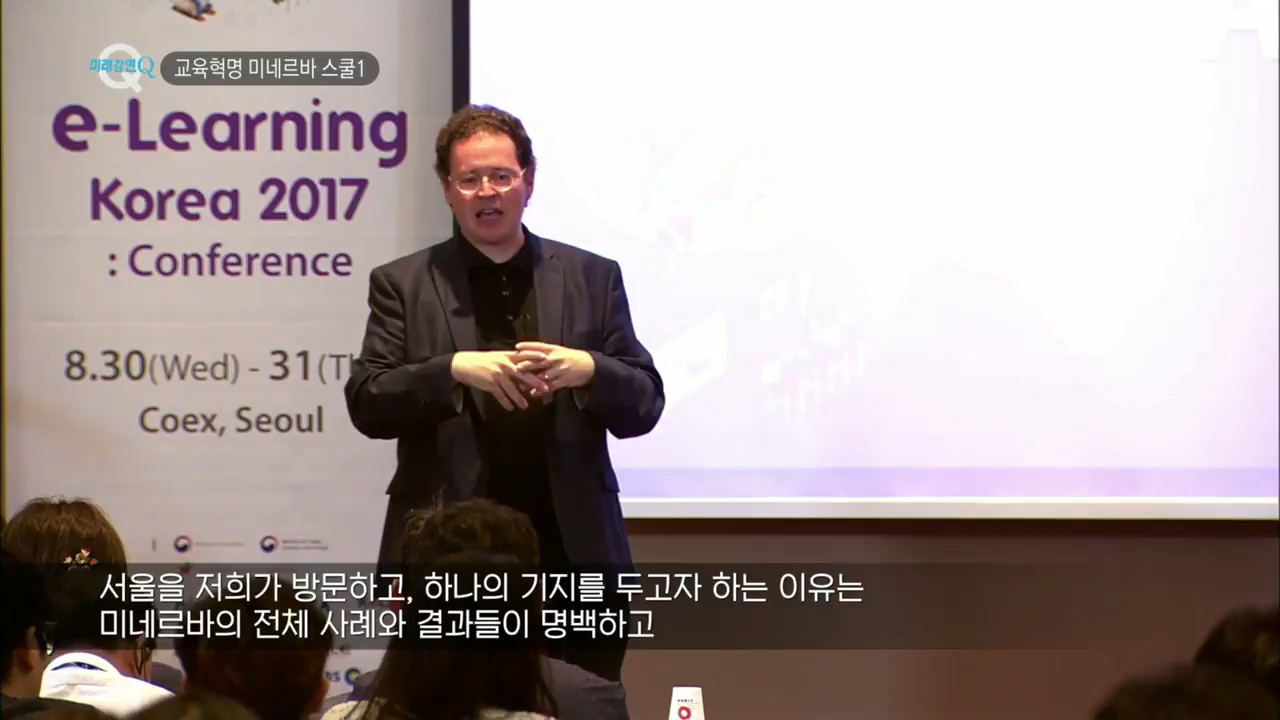 미래강연Q
교육혁명 미네르바 스쿨1
e-Learning
Korea 2017
: Conference
8.30(Wed) - 31(Th
Coex, Seoul
서울을 저희가 방문하고, 하나의 기지를 두고자 하는 이유는
미네르바의 전체 사례와 결과들이 명백하고